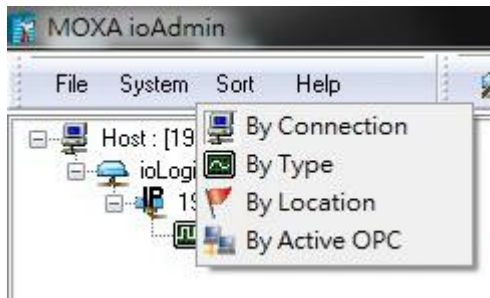 MOXA ioAdmin
File System Sort Help
By Connection
By Type
By Location
By Active OPC
Host : [19
ioLogi
IP 19